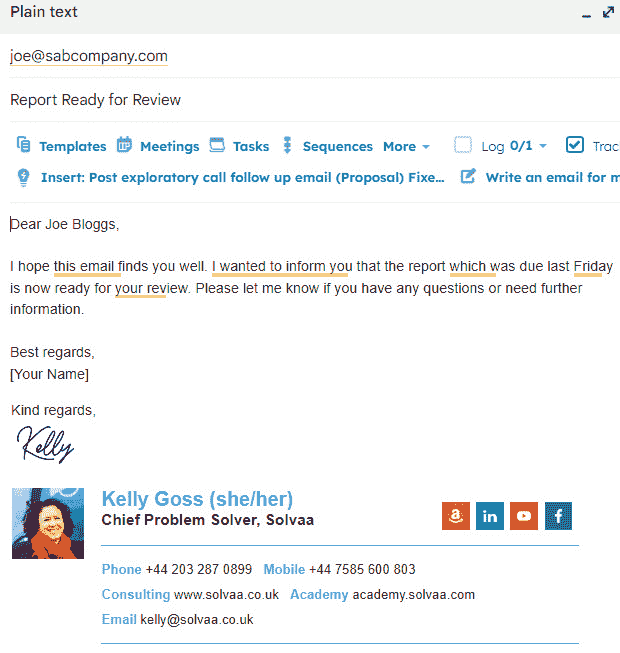 Plain text
joe@sabcompany.com
Report Ready for Review
Templates Meetings Tasks Sequences More Log 0/1 Trac
Insert: Post exploratory call follow up email (Proposal) Fixe... Write an email for m
Dear Joe Bloggs,
I hope this email finds you well. I wanted to inform you that the report which was due last Friday
is now ready for your review. Please let me know if you have any questions or need further
information.
Best regards,
[Your Name]
Kind regards,
Kelly
Kelly Goss (she/her)
Chief Problem Solver, Solvaa
Phone +44 203 287 0899 Mobile +44 7585 600 803
Consulting www.solvaa.co.uk Academy academy.solvaa.com
Email kelly@solvaa.co.uk